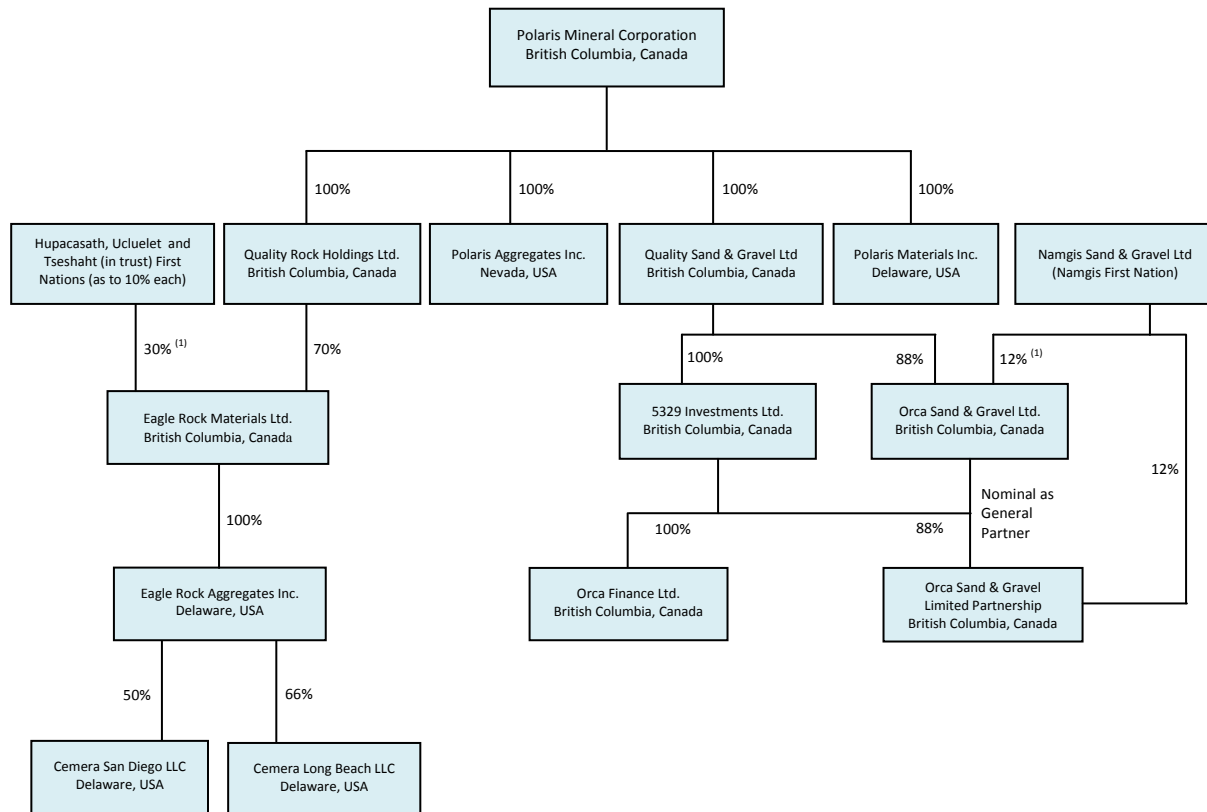 Polaris Mineral Corporation
British Columbia, Canada
100%
100%
100%
100%
Hupacasath, Ucluelet and
Tseshaht (in trust) First
Nations (as to 10% each)
Quality Rock Holdings Ltd.
British Columbia, Canada
Polaris Aggregates Inc.
Nevada, USA
Quality Sand & Gravel Ltd
British Columbia, Canada
Polaris Materials Inc.
Delaware, USA
Namgis Sand & Gravel Ltd
(Namgis First Nation)
30% (1)
70%
100%
88%
12% (1)
Eagle Rock Materials Ltd.
British Columbia, Canada
5329 Investments Ltd.
British Columbia, Canada
Orca Sand & Gravel Ltd.
British Columbia, Canada
12%
100%
100%
88%
Nominal as
General
Partner
Eagle Rock Aggregates Inc.
Delaware, USA
Orca Finance Ltd.
British Columbia, Canada
Orca Sand & Gravel
Limited Partnership
British Columbia, Canada
50%
66%
Cemera San Diego LLC
Delaware, USA
Cemera Long Beach LLC
Delaware, USA